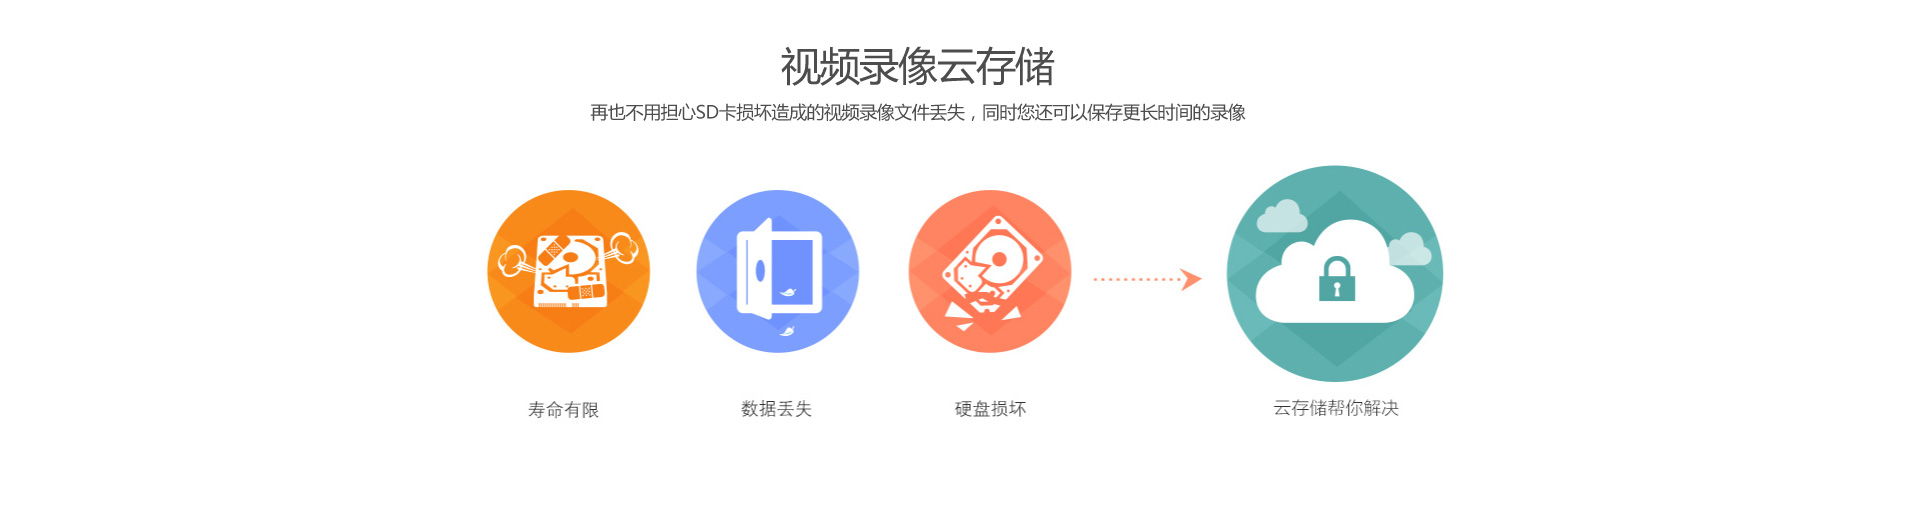 视频录像云存储
再也不用担心SD卡损坏造成的视频录像文件丢失，同时您还可以保存更长时间的录像
寿命有限
数据丢失
硬盘损坏
云存储帮你解决